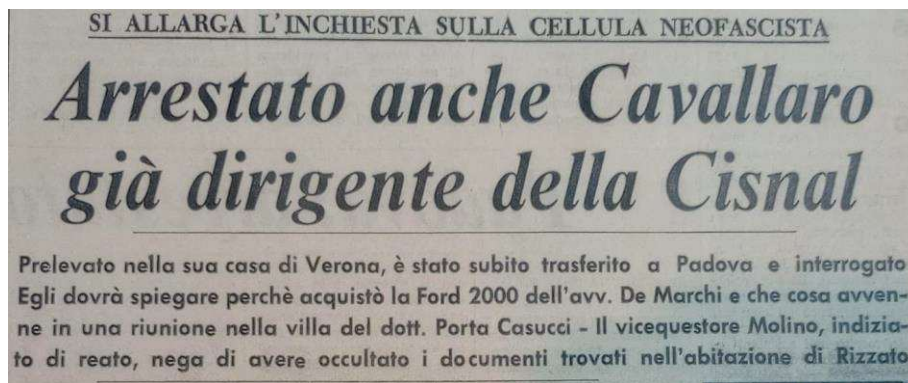 SI ALLARGA L'INCHIESTA SULLA CELLULA NEOFASCISTA
Arrestato anche Cavallaro
già dirigente della Cisnal
Prelevato nella sua casa di Verona, è stato subito trasferito a Padova e interrogato
Egli dovrà spiegare perchè acquistò la Ford 2000 dell'avv. De Marchi e che cosa avven-
ne in una riunione nella villa del dott. Porta Casucci - Il vicequestore Molino, indizia-
to di reato, nega di avere occultato i documenti trovati nell'abitazione di Rizzato